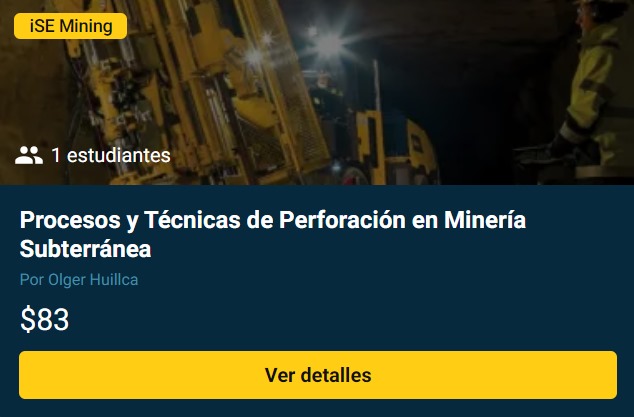 iSE Mining
1 estudiantes
Procesos y Técnicas de Perforación en Minería
Subterránea
Por Olger Huillca
$83
Ver detalles